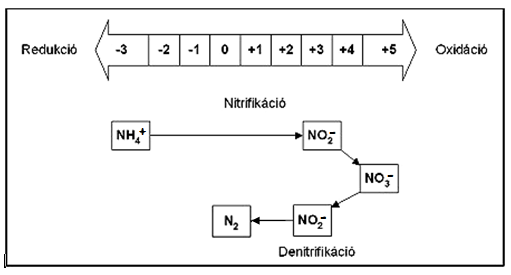 Redukció -3 -2 -1 0 +1 +2 +3 +4 +5 Oxidáció
Nitrifikáció
NH₄⁺ NO₂⁻
NO₃⁻
N₂ NO₂⁻
Denitrifikáció